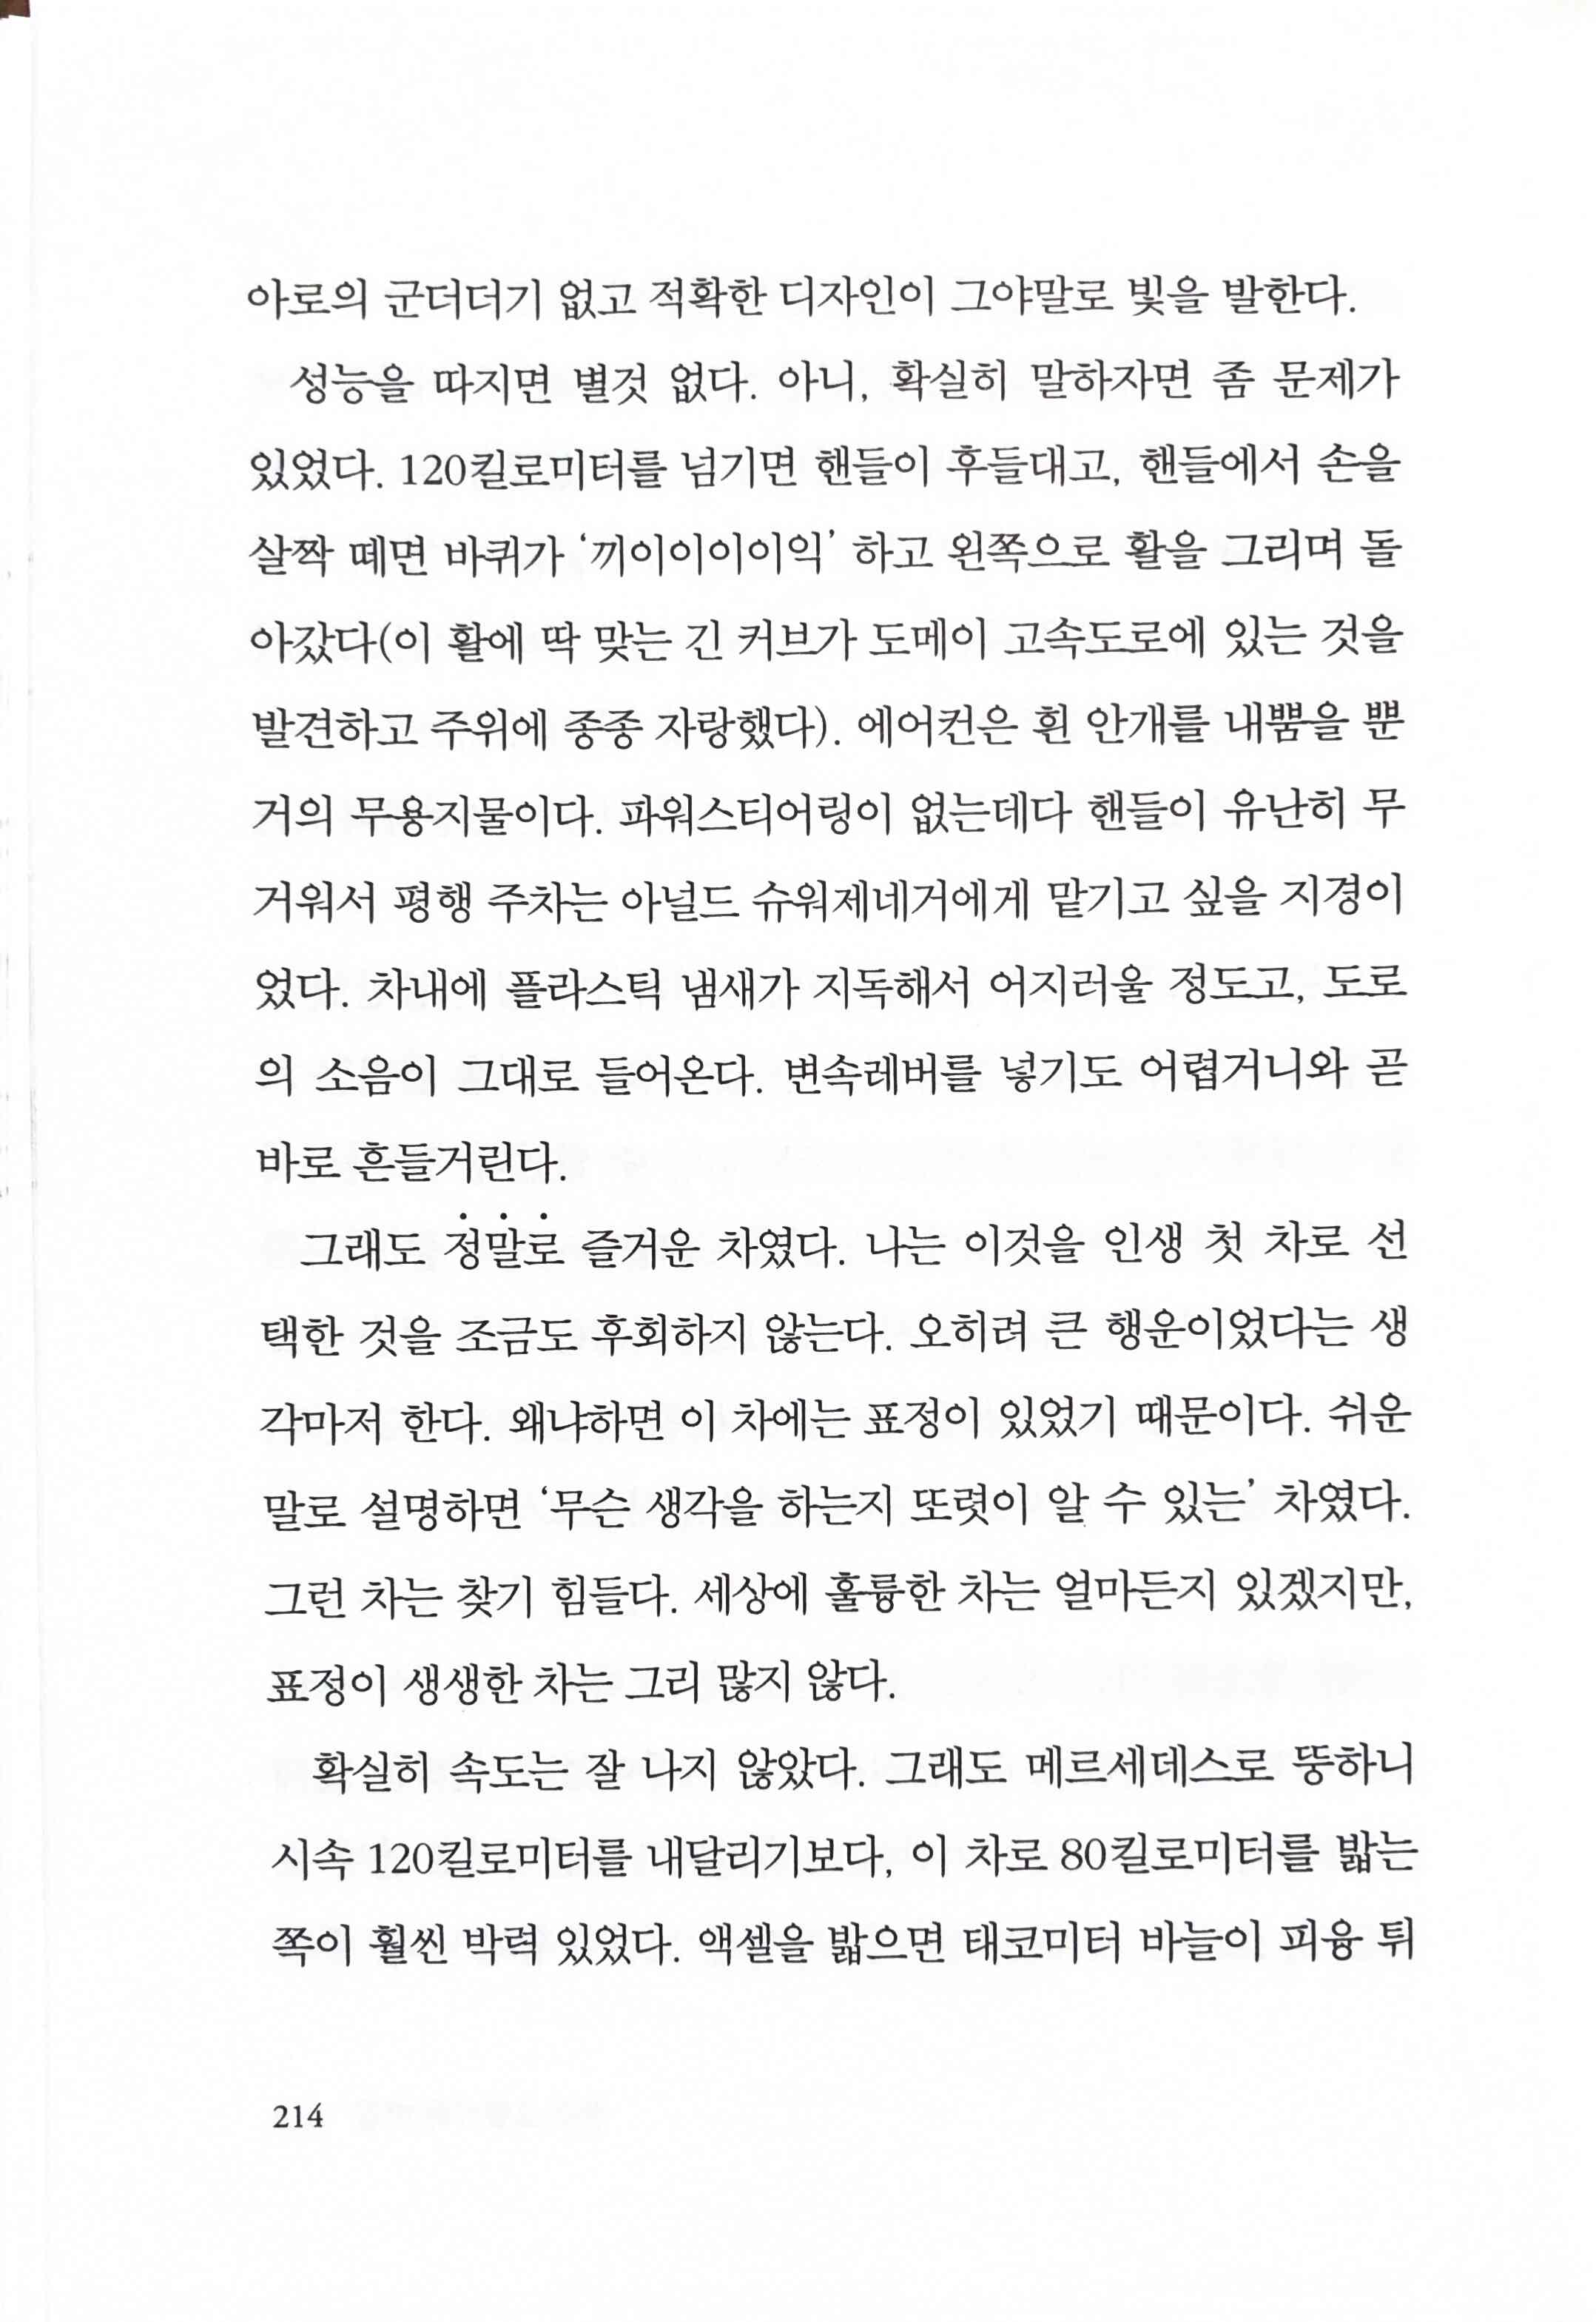 아로의 군더더기 없고 적확한 디자인이 그야말로 빛을 발한다.
성능을 따지면 별것 없다. 아니, 확실히 말하자면 좀 문제가
있었다. 120킬로미터를 넘기면 핸들이 후들대고, 핸들에서 손을
살짝 떼면 바퀴가 ‘끼이이이이익’ 하고 왼쪽으로 활을 그리며 돌
아갔다(이 활에 딱 맞는 긴 커브가 도메이 고속도로에 있는 것을
발견하고 주위에 종종 자랑했다). 에어컨은 흰 안개를 내뿜을 뿐
거의 무용지물이다. 파워스티어링이 없는데다 핸들이 유난히 무
거워서 평행 주차는 아널드 슈워제네거에게 맡기고 싶을 지경이
었다. 차내에 플라스틱 냄새가 지독해서 어지러울 정도고, 도로
의 소음이 그대로 들어온다. 변속레버를 넣기도 어렵거니와 곧
바로 흔들거린다.
그래도 정말로 즐거운 차였다. 나는 이것을 인생 첫 차로 선
택한 것을 조금도 후회하지 않는다. 오히려 큰 행운이었다는 생
각마저 한다. 왜냐하면 이 차에는 표정이 있었기 때문이다. 쉬운
말로 설명하면 ‘무슨 생각을 하는지 또렷이 알 수 있는’ 차였다.
그런 차는 찾기 힘들다. 세상에 훌륭한 차는 얼마든지 있겠지만,
표정이 생생한 차는 그리 많지 않다.
확실히 속도는 잘 나지 않았다. 그래도 메르세데스로 뚱하니
시속 120킬로미터를 내달리기보다, 이 차로 80킬로미터를 밟는
쪽이 훨씬 박력 있었다. 액셀을 밟으면 태코미터 바늘이 피융 튀
214